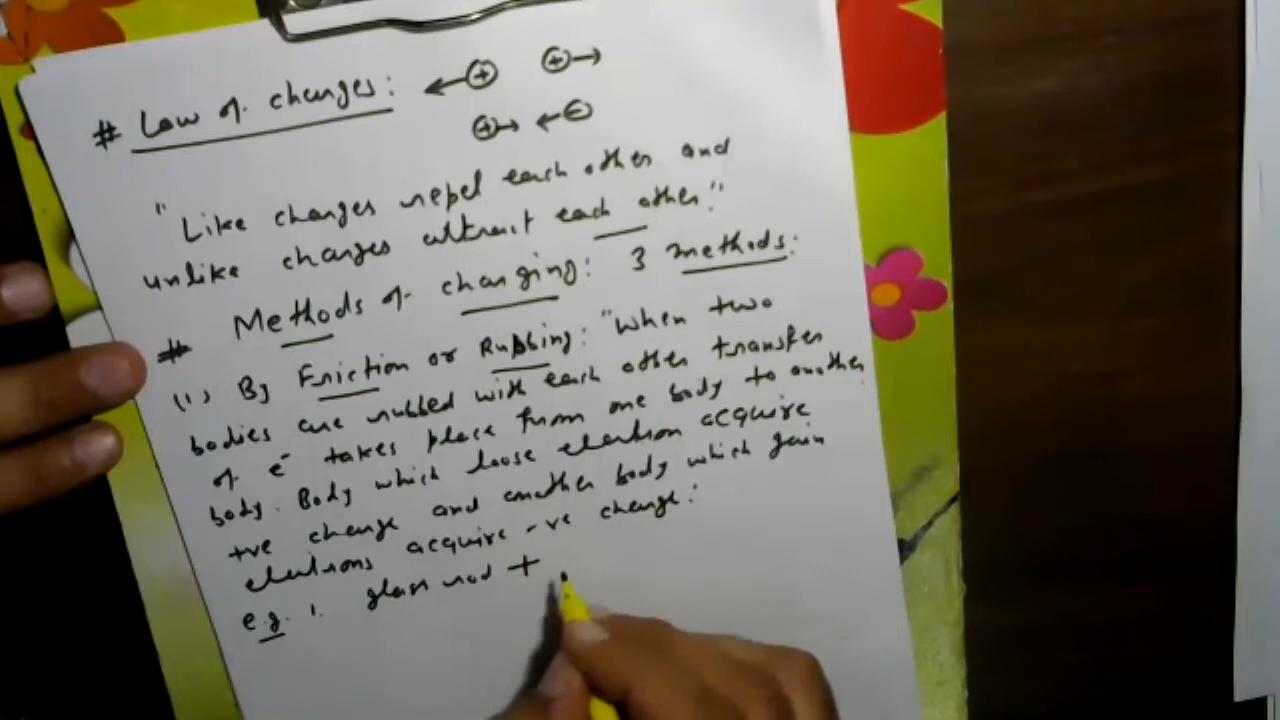 # Law of charges: ←⊕ ⊕→
⊕→ ←⊖
"Like charges repel each other and
unlike charges attract each other."
# Methods of charging: 3 methods:
(1) By Friction or Rubbing: "When two
bodies are rubbed with each other transfer
of e⁻ takes place from one body to another
body. Body which loose electron acquire
+ve charge and another body which gain
electrons acquire -ve charge."
e.g. 1. glass rod +